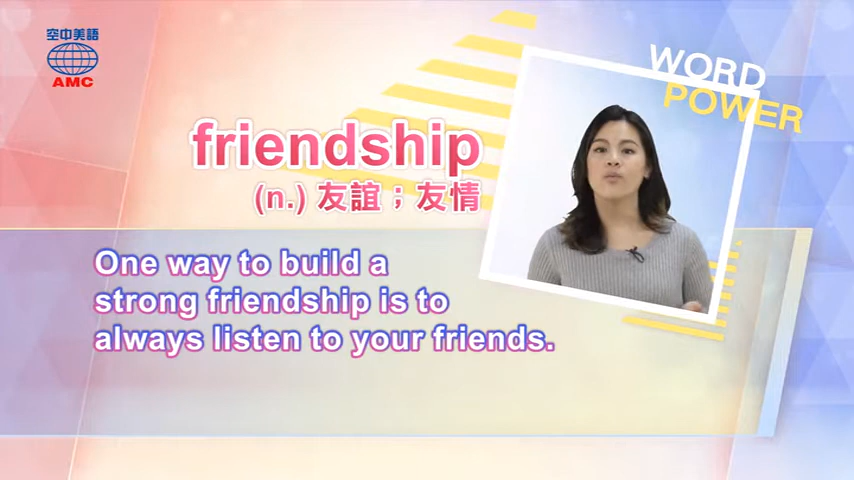 空中美語
AMC
WORD
POWER
friendship
(n.) 友誼；友情
One way to build a
strong friendship is to
always listen to your friends.